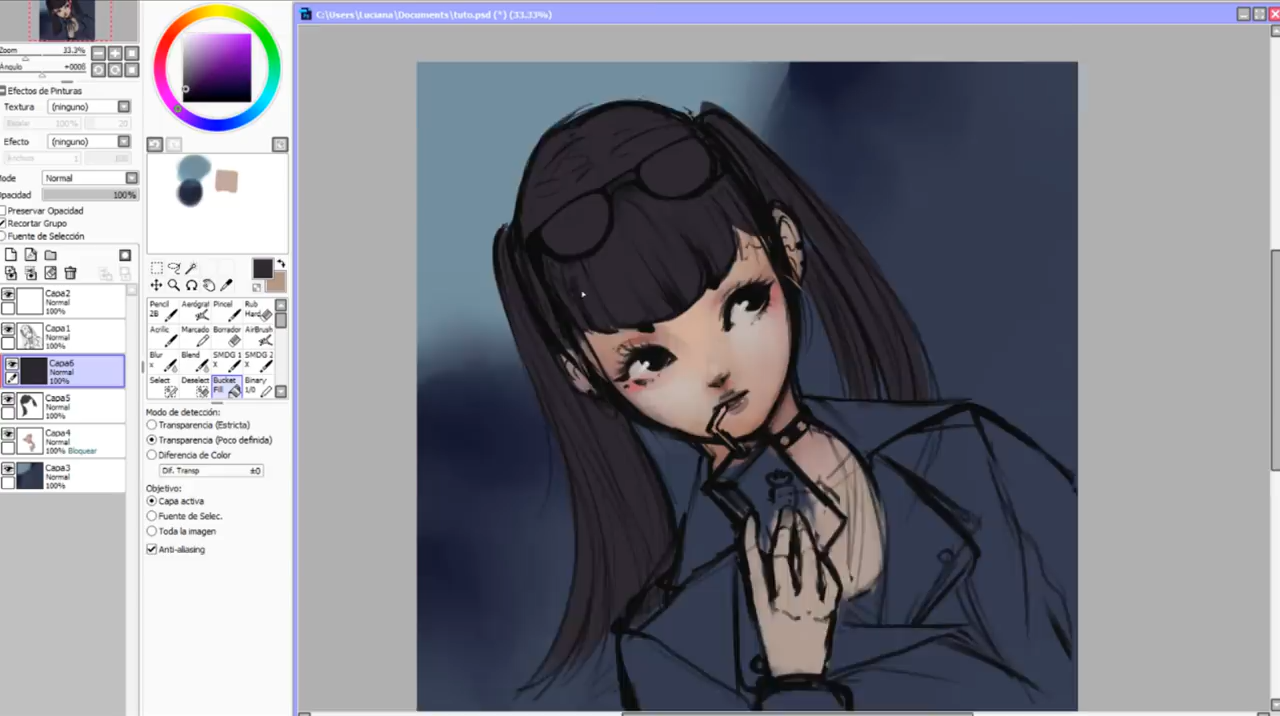 C:\Users\Luciana\Documents\tuto.psd (*) (33.33%)
Zoom 33.3%
Ángulo +000ß
Efectos de Pinturas
Textura (ninguno)
100% 20
Efecto (ninguno)
1 100
Mode Normal
Opacidad 100%
Preservar Opacidad
Recortar Grupo
Fuente de Selección
Capa2
Normal
100%
Capa1
Normal
100%
Capa6
Normal
100%
Capa5
Normal
100%
Capa4
Normal
100% Bloquear
Capa3
Normal
100%
Pencil 2B
Aerógraf
Pincel
Rub Hard
Acrilic
Marcado
Borrador
AirBrush
Blur x
Blend
SMDG 1 x
SMDG 2
Select
Deselect
Bucket Fill
Binary 1/0
Modo de detección:
Transparencia (Estricta)
Transparencia (Poco definida)
Diferencia de Color
Dif. Transp ±0
Objetivo:
Capa activa
Fuente de Selec.
Toda la imagen
Anti-aliasing